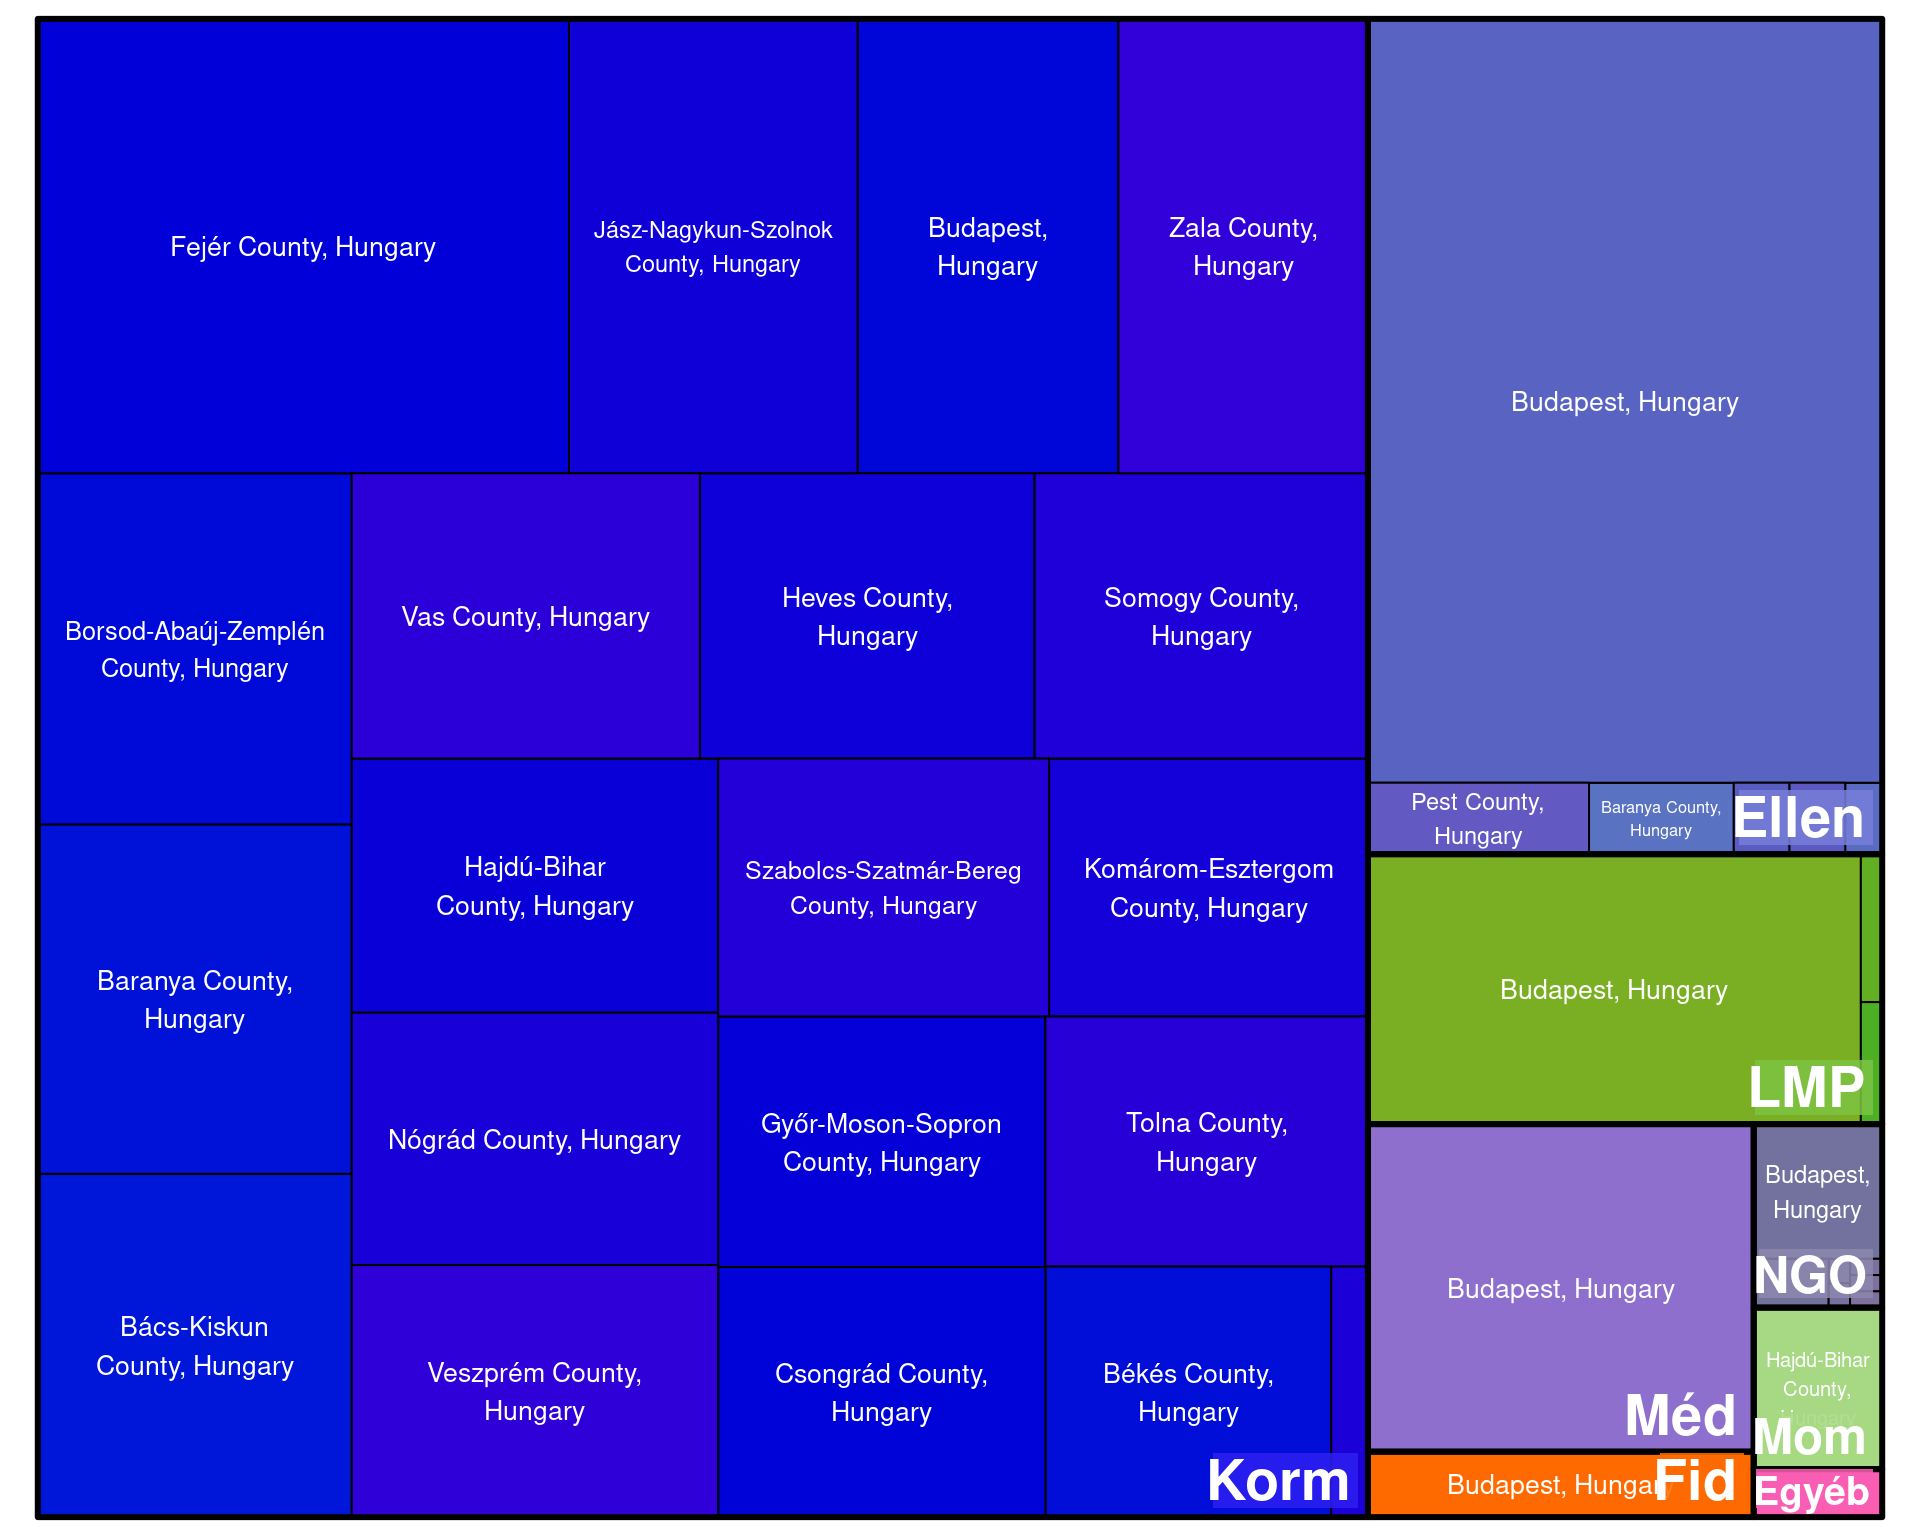 Fejér County, Hungary
Jász-Nagykun-Szolnok
County, Hungary
Budapest,
Hungary
Zala County,
Hungary
Borsod-Abaúj-Zemplén
County, Hungary
Vas County, Hungary
Heves County,
Hungary
Somogy County,
Hungary
Baranya County,
Hungary
Hajdú-Bihar
County, Hungary
Szabolcs-Szatmár-Bereg
County, Hungary
Komárom-Esztergom
County, Hungary
Nógrád County, Hungary
Győr-Moson-Sopron
County, Hungary
Tolna County,
Hungary
Bács-Kiskun
County, Hungary
Veszprém County,
Hungary
Csongrád County,
Hungary
Békés County,
Hungary
Korm
Budapest, Hungary
Pest County,
Hungary
Baranya County,
Hungary
Ellen
Budapest, Hungary
LMP
Budapest, Hungary
Méd
Budapest,
Hungary
NGO
Hajdú-Bihar
County,
Hungary
Mom
Budapest, Hungary
Fid
Egyéb